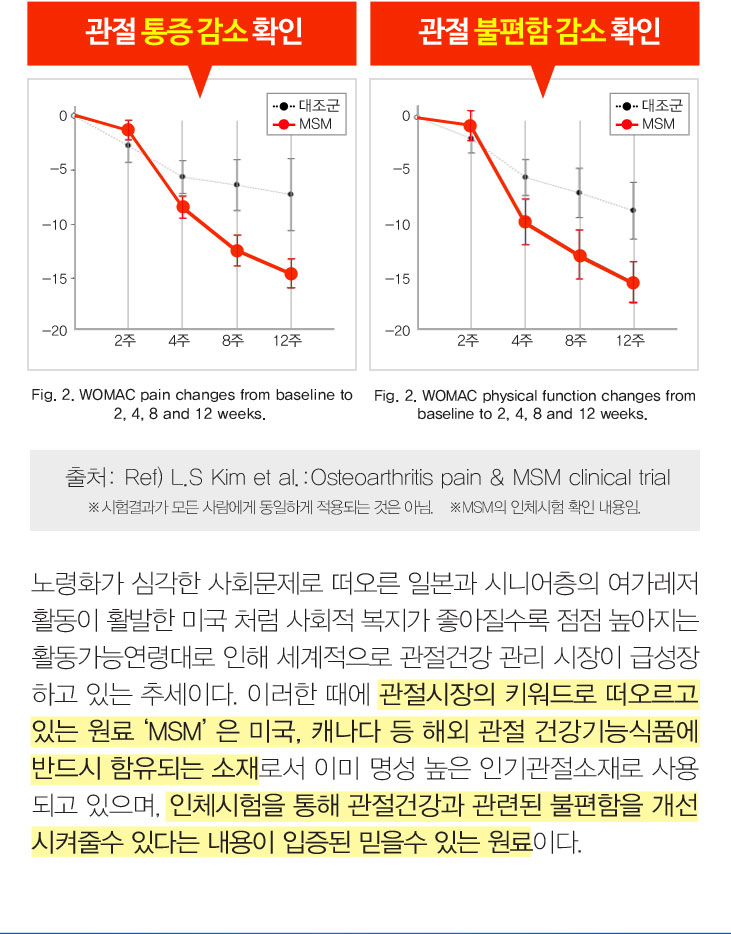 관절 통증 감소 확인
관절 불편함 감소 확인
대조군
MSM
0
-5
-10
-15
-20
2주 4주 8주 12주
대조군
MSM
0
-5
-10
-15
-20
2주 4주 8주 12주
Fig. 2. WOMAC pain changes from baseline to
2, 4, 8 and 12 weeks.
Fig. 2. WOMAC physical function changes from
baseline to 2, 4, 8 and 12 weeks.
출처: Ref) L.S Kim et al.:Osteoarthritis pain & MSM clinical trial
※시험결과가 모든 사람에게 동일하게 적용되는 것은 아님. ※MSM의 인체시험 확인 내용임.
노령화가 심각한 사회문제로 떠오른 일본과 시니어층의 여가레저
활동이 활발한 미국 처럼 사회적 복지가 좋아질수록 점점 높아지는
활동가능연령대로 인해 세계적으로 관절건강 관리 시장이 급성장
하고 있는 추세이다. 이러한 때에 관절시장의 키워드로 떠오르고
있는 원료 ‘MSM’ 은 미국, 캐나다 등 해외 관절 건강기능식품에
반드시 함유되는 소재로서 이미 명성 높은 인기관절소재로 사용
되고 있으며, 인체시험을 통해 관절건강과 관련된 불편함을 개선
시켜줄수 있다는 내용이 입증된 믿을수 있는 원료이다.